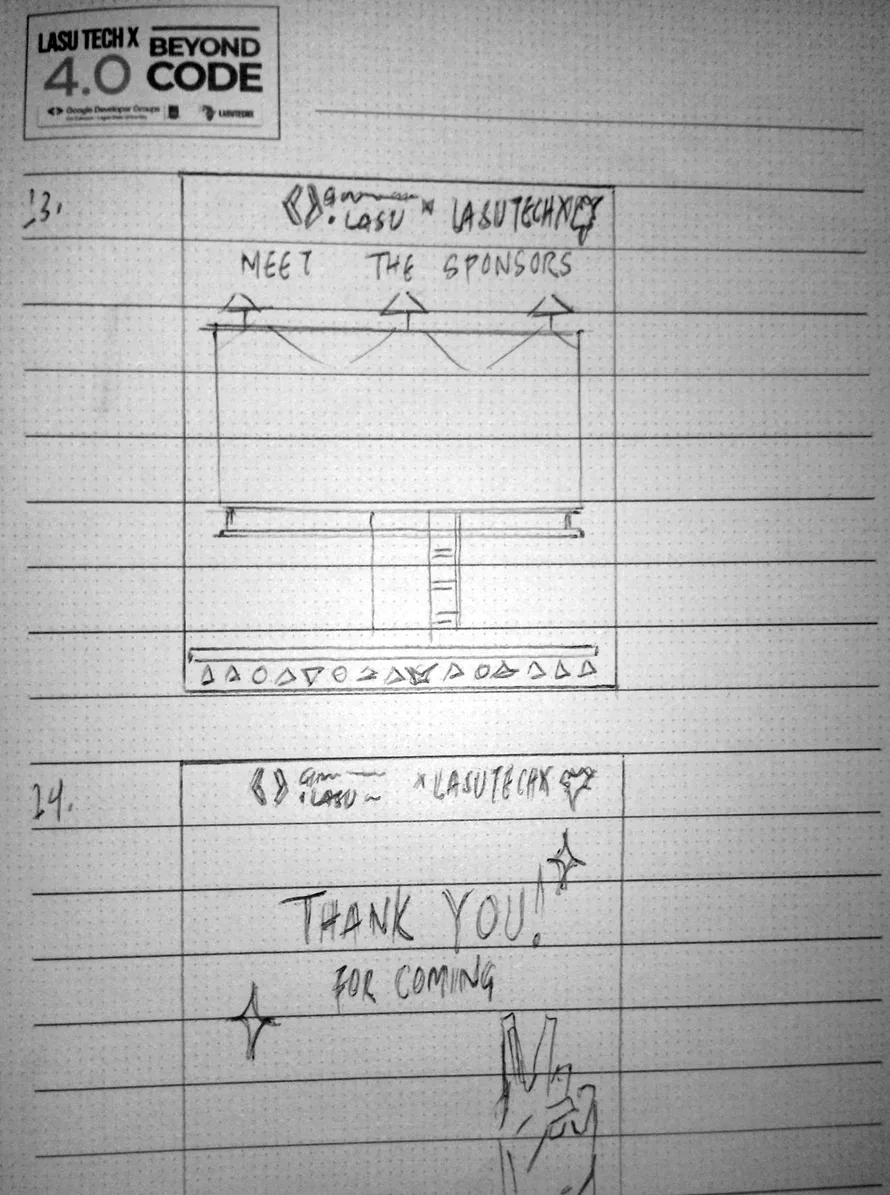 LASU TECH X
4.0
BEYOND
CODE
<> Google Developer Groups
LASUTECHX
13.
LASU × LASUTECHX
MEET THE SPONSORS
14.
LASU × LASUTECHX
THANK YOU!
FOR COMING